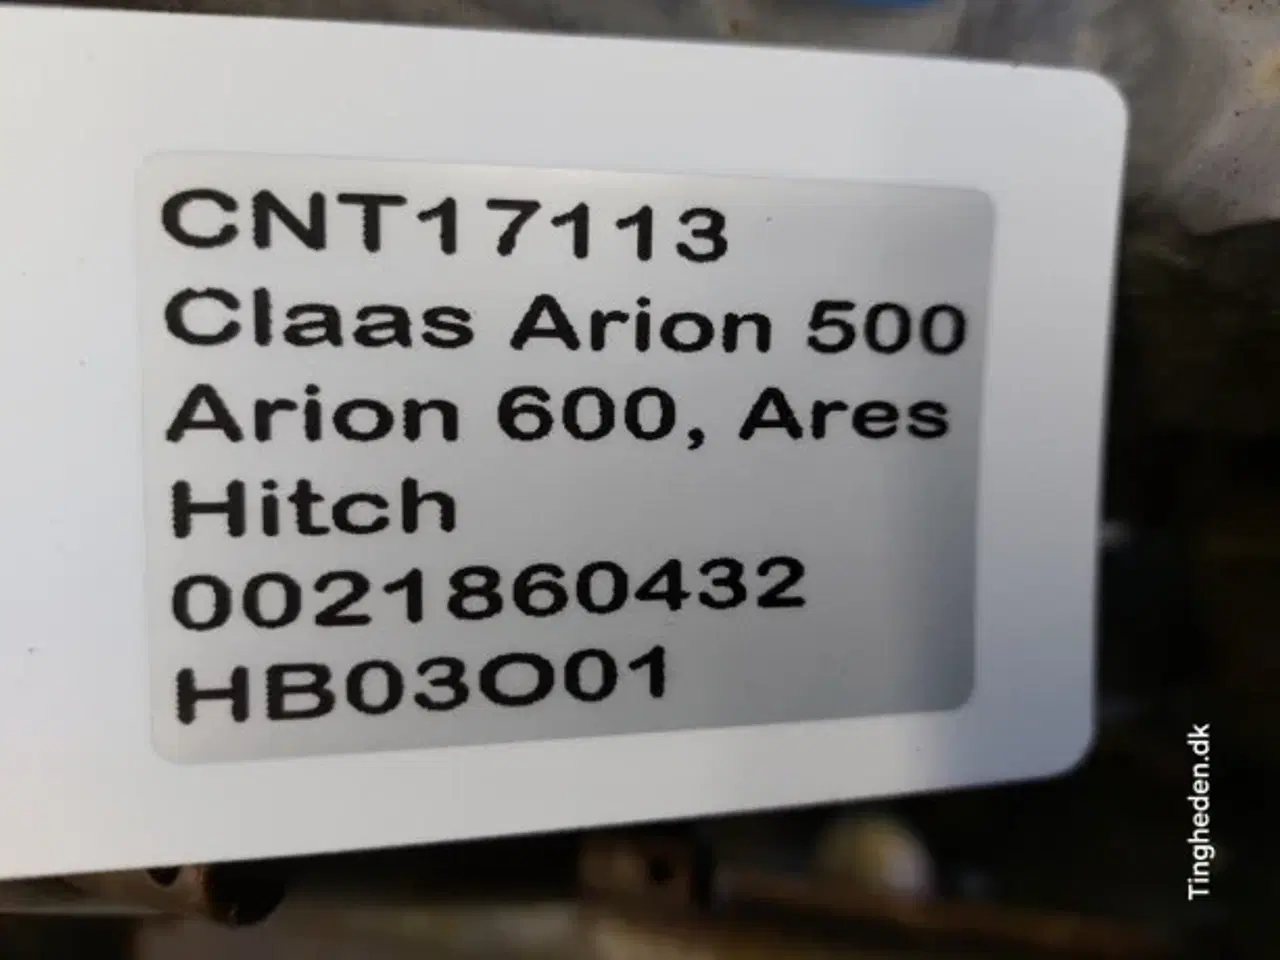 CNT17113
Claas Arion 500
Arion 600, Ares
Hitch
0021860432
HB03O01
Tingheden.dk